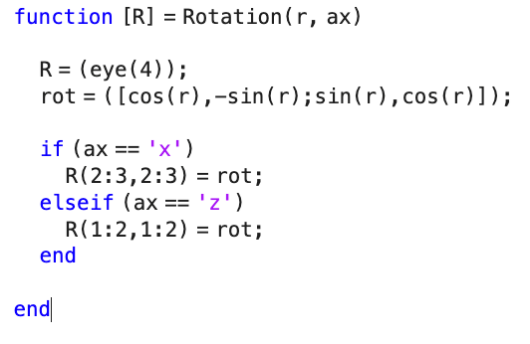 function [R] = Rotation(r, ax)
R = (eye(4));
rot = ([cos(r),-sin(r);sin(r),cos(r)]);
if (ax == 'x')
R(2:3,2:3) = rot;
elseif (ax == 'z')
R(1:2,1:2) = rot;
end
end